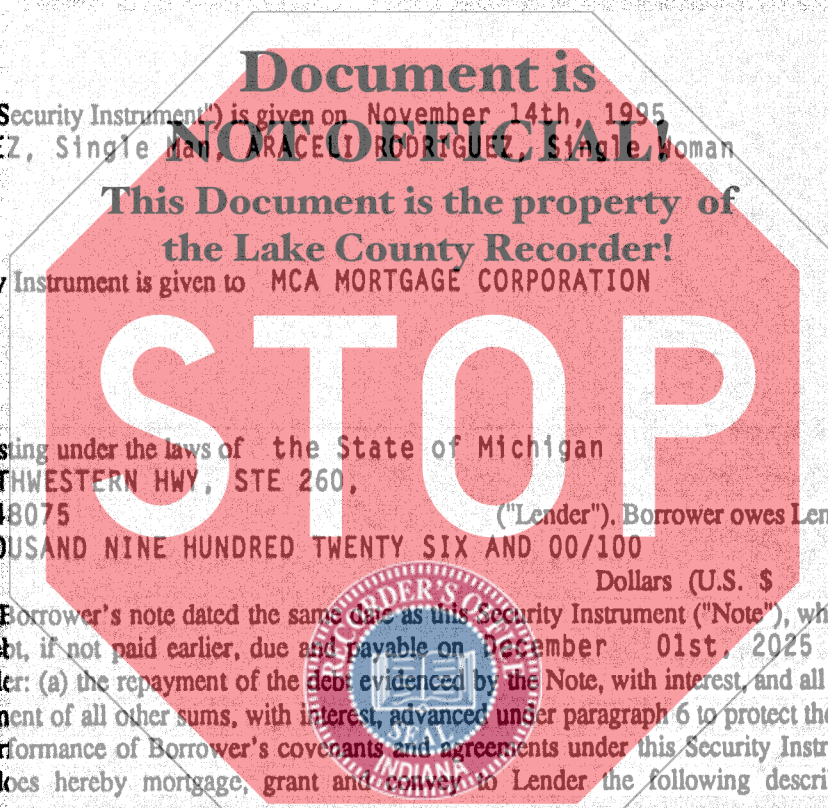 Document is
Security Instrument") is given on November 14th, 1995
NOT OFFICIAL!
EZ, Single Man, ARACELI RODRIGUEZ, Single Woman
This Document is the property of
the Lake County Recorder!
y Instrument is given to MCA MORTGAGE CORPORATION
STOP
sting under the laws of the State of Michigan
THWESTERN HWY, STE 260,
48075 ("Lender"). Borrower owes Len
OUSAND NINE HUNDRED TWENTY SIX AND 00/100
Dollars (U.S. $
Borrower's note dated the same date as this Security Instrument ("Note"), wh
bt, if not paid earlier, due and payable on December 01st, 2025
er: (a) the repayment of the debt evidenced by the Note, with interest, and all
ment of all other sums, with interest, advanced under paragraph 6 to protect the
rformance of Borrower's covenants and agreements under this Security Instr
does hereby mortgage, grant and convey to Lender the following descri
RECORDER'S OFFICE
SEAL
INDIANA